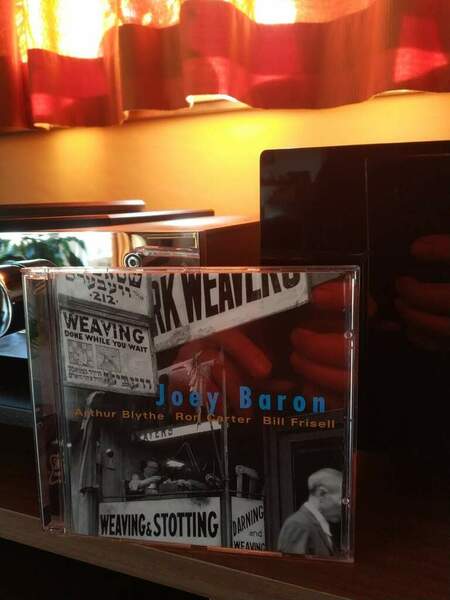 212.
RK WEAVERS
WEAVING
DONE WHILE YOU WAIT
Joey Baron
Arthur Blythe Ron Carter Bill Frisell
WEAVING & STOTTING
DARNING
and
WEAVING